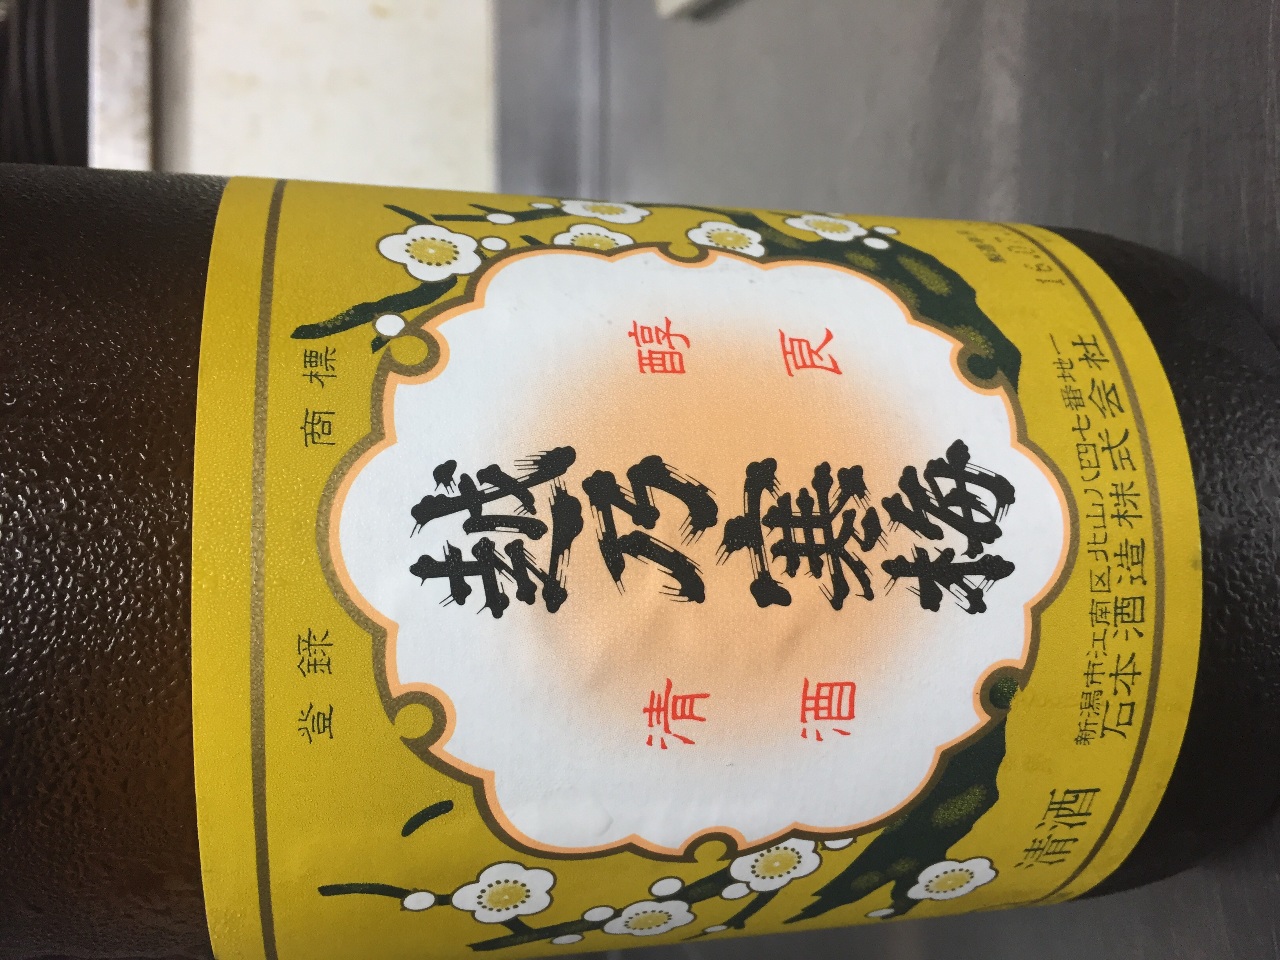 登録 商標
越乃寒梅
醇良
清酒
清酒
新潟市江南区北山八四七番地一
石本酒造株式会社